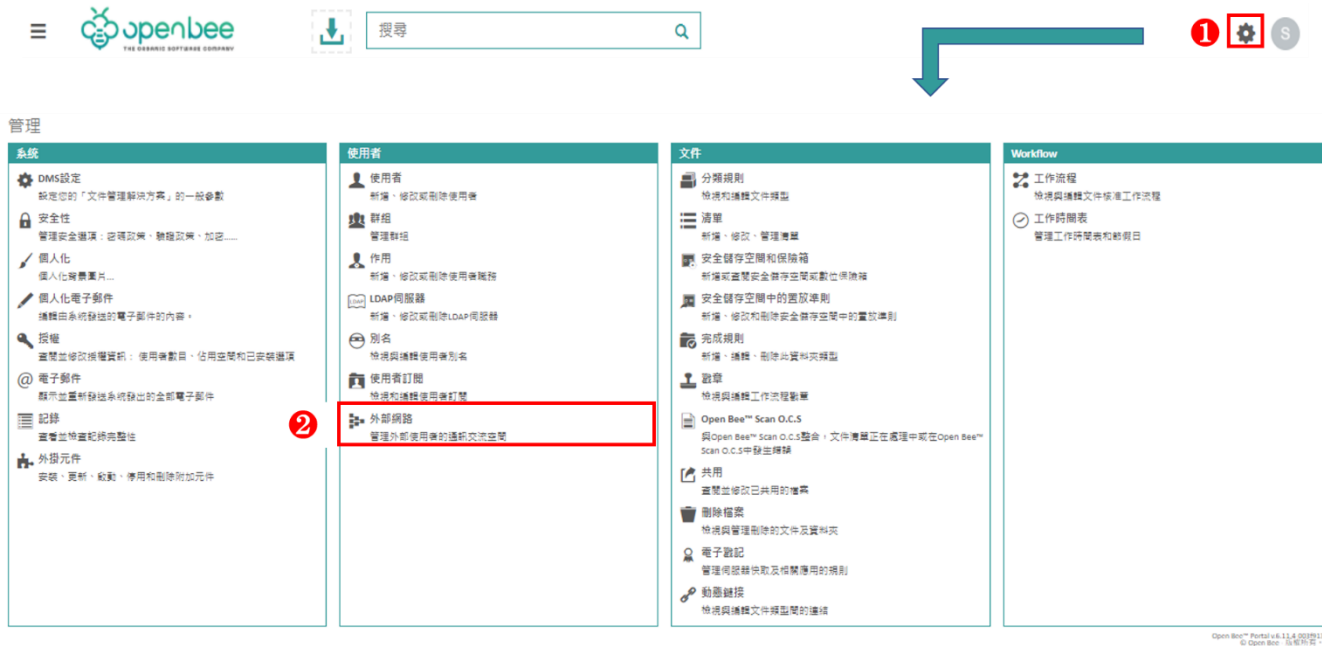 openbee
THE ORGANIC SOFTWARE COMPANY
搜尋
1
S
管理
系統
DMS設定
設定您的「文件管理解決方案」的一般參數
安全性
管理安全選項：密碼政策、驗證政策、加密......
個人化
個人化背景圖片...
個人化電子郵件
編輯由系統發送的電子郵件的內容。
授權
查閱並修改授權資訊： 使用者數目、佔用空間和已安裝選項
@ 電子郵件
顯示並重新發送系統發出的全部電子郵件
記錄
查看並檢查記錄完整性
外掛元件
安裝、更新、啟動、停用和刪除附加元件
使用者
使用者
新增、修改或刪除使用者
群組
管理群組
作用
新增、修改或刪除使用者職務
LDAP LDAP伺服器
新增、修改或刪除LDAP伺服器
別名
檢視與編輯使用者別名
使用者訂閱
檢視和編輯使用者訂閱
2
外部網路
管理外部使用者的通訊交流空間
文件
分類規則
檢視和編輯文件類型
清單
新增、修改、管理清單
安全儲存空間和保險箱
新增或查閱安全儲存空間或數位保險箱
安全儲存空間中的置放準則
新增、修改和刪除安全儲存空間中的置放準則
完成規則
新增、編輯、刪除此資料夾類型
戳章
檢視與編輯工作流程戳章
Open Bee™ Scan O.C.S
與Open Bee™ Scan O.C.S整合，文件清單正在處理中或在Open Bee™
Scan O.C.S中發生錯誤
共用
查閱並修改已共用的檔案
刪除檔案
檢視與管理刪除的文件及資料夾
電子戳記
管理伺服器快取及相關應用的規則
動態鏈接
檢視與編輯文件類型間的連結
Workflow
工作流程
檢視與編輯文件核准工作流程
工作時間表
管理工作時間表和節假日
Open Bee™ Portal v.6.11.4
© Open Bee 版權所有。